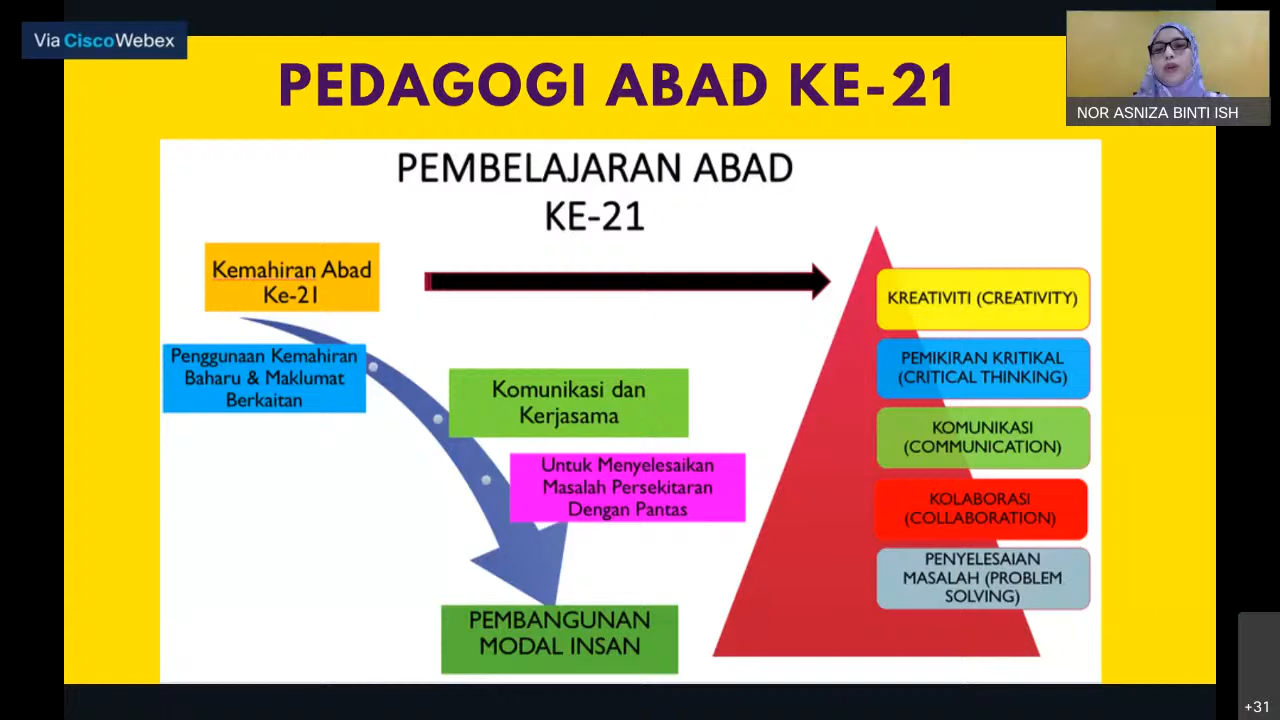 Via Cisco Webex
PEDAGOGI ABAD KE-21
NOR ASNIZA BINTI ISH
PEMBELAJARAN ABAD
KE-21
Kemahiran Abad
Ke-21
Penggunaan Kemahiran
Baharu & Maklumat
Berkaitan
Komunikasi dan
Kerjasama
Untuk Menyelesaikan
Masalah Persekitaran
Dengan Pantas
PEMBANGUNAN
MODAL INSAN
KREATIVITI (CREATIVITY)
PEMIKIRAN KRITIKAL
(CRITICAL THINKING)
KOMUNIKASI
(COMMUNICATION)
KOLABORASI
(COLLABORATION)
PENYELESAIAN
MASALAH (PROBLEM
SOLVING)
+31